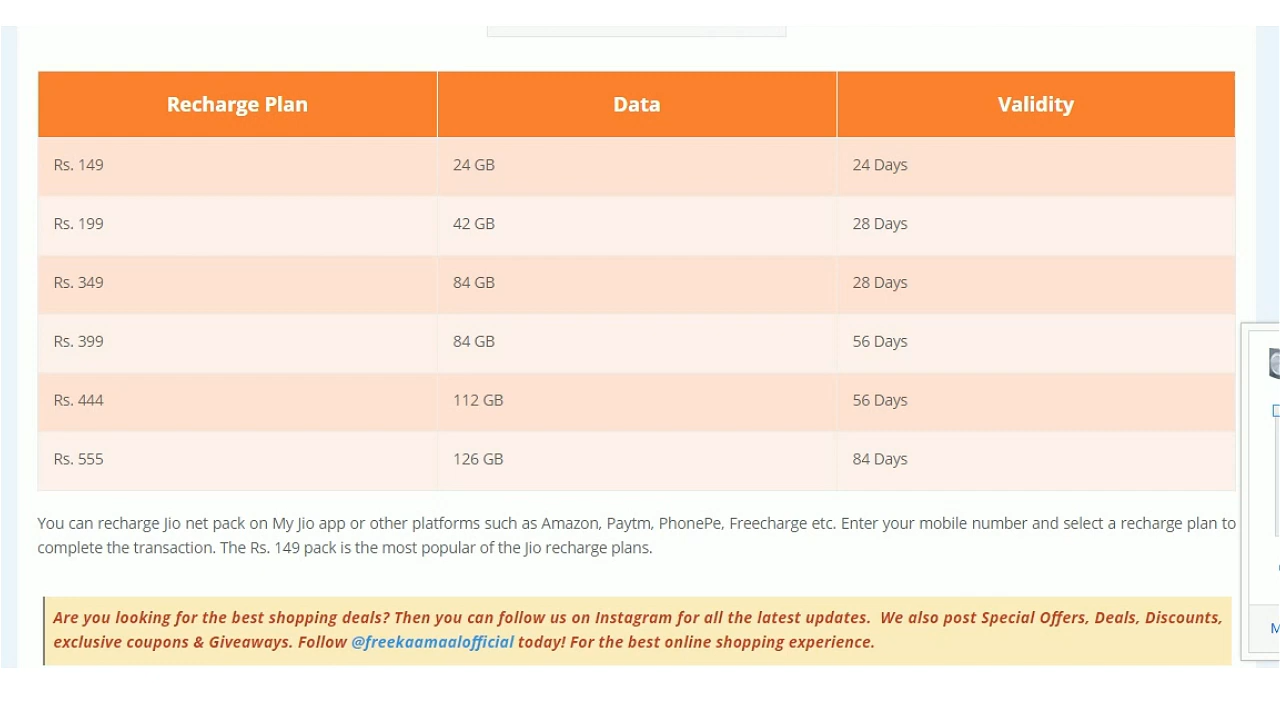 Recharge Plan Data Validity
Rs. 149 24 GB 24 Days
Rs. 199 42 GB 28 Days
Rs. 349 84 GB 28 Days
Rs. 399 84 GB 56 Days
Rs. 444 112 GB 56 Days
Rs. 555 126 GB 84 Days
You can recharge Jio net pack on My Jio app or other platforms such as Amazon, Paytm, PhonePe, Freecharge etc. Enter your mobile number and select a recharge plan to
complete the transaction. The Rs. 149 pack is the most popular of the Jio recharge plans.
Are you looking for the best shopping deals? Then you can follow us on Instagram for all the latest updates. We also post Special Offers, Deals, Discounts,
exclusive coupons & Giveaways. Follow @freekaamaalofficial today! For the best online shopping experience.